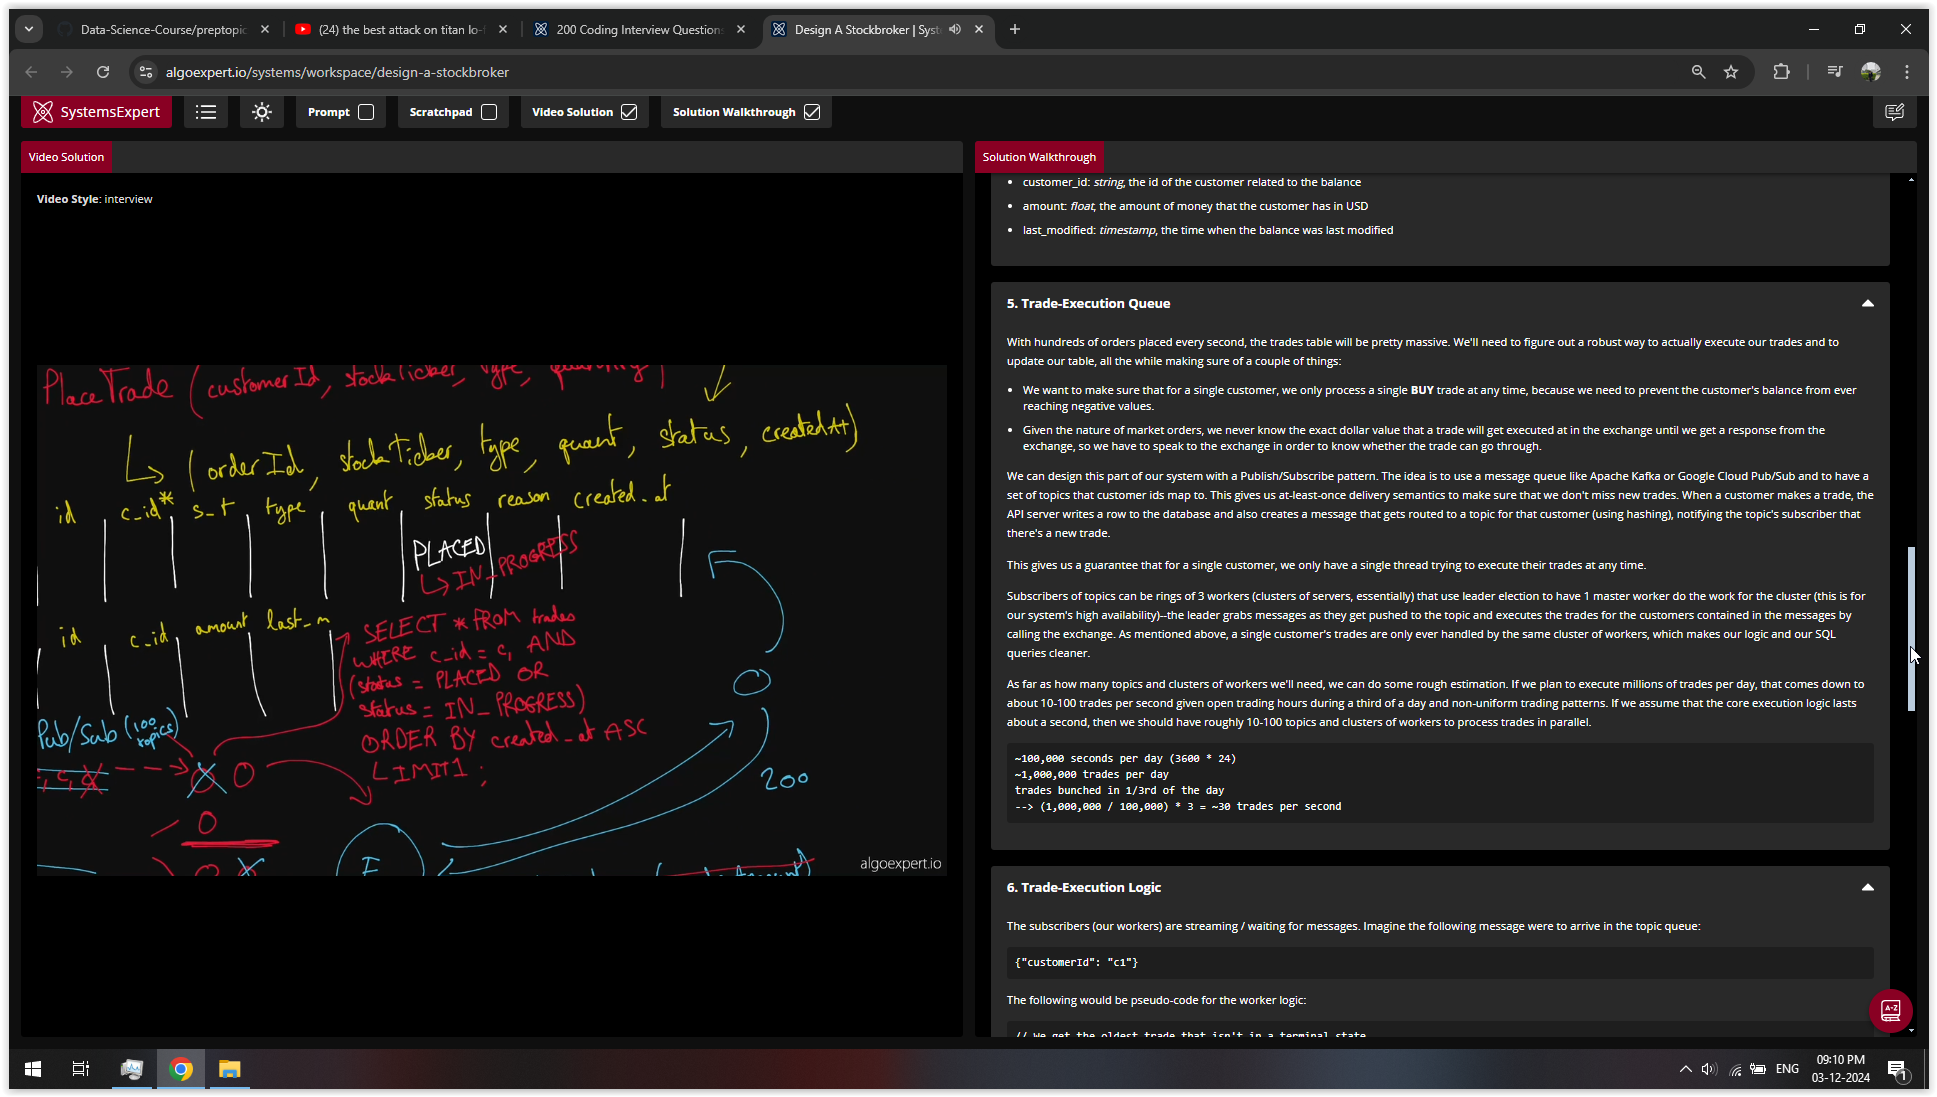 Data-Science-Course/preptopic
(24) the best attack on titan lo-f
200 Coding Interview Questions
Design A Stockbroker | Syst
algoexpert.io/systems/workspace/design-a-stockbroker
SystemsExpert
Prompt
Scratchpad
Video Solution
Solution Walkthrough
Video Solution
Video Style: interview
PlaceTrade (customerId, stockTicker, type, quantity)
(orderId, stockTicker, type, quant, status, createdAt)
id c_id* s_t type quant status reason created_at
PLACED
IN_PROGRESS
id c_id amount last_m
SELECT * FROM trades
WHERE c_id = c, AND
(status = PLACED OR
status = IN_PROGRESS)
ORDER BY created_at ASC
LIMIT 1;
Pub/Sub (100 topics)
200
E
algoexpert.io
Solution Walkthrough
• customer_id: string, the id of the customer related to the balance
• amount: float, the amount of money that the customer has in USD
• last_modified: timestamp, the time when the balance was last modified
5. Trade-Execution Queue
With hundreds of orders placed every second, the trades table will be pretty massive. We'll need to figure out a robust way to actually execute our trades and to
update our table, all the while making sure of a couple of things:
• We want to make sure that for a single customer, we only process a single BUY trade at any time, because we need to prevent the customer's balance from ever
reaching negative values.
• Given the nature of market orders, we never know the exact dollar value that a trade will get executed at in the exchange until we get a response from the
exchange, so we have to speak to the exchange in order to know whether the trade can go through.
We can design this part of our system with a Publish/Subscribe pattern. The idea is to use a message queue like Apache Kafka or Google Cloud Pub/Sub and to have a
set of topics that customer ids map to. This gives us at-least-once delivery semantics to make sure that we don't miss new trades. When a customer makes a trade, the
API server writes a row to the database and also creates a message that gets routed to a topic for that customer (using hashing), notifying the topic's subscriber that
there's a new trade.
This gives us a guarantee that for a single customer, we only have a single thread trying to execute their trades at any time.
Subscribers of topics can be rings of 3 workers (clusters of servers, essentially) that use leader election to have 1 master worker do the work for the cluster (this is for
our system's high availability)--the leader grabs messages as they get pushed to the topic and executes the trades for the customers contained in the messages by
calling the exchange. As mentioned above, a single customer's trades are only ever handled by the same cluster of workers, which makes our logic and our SQL
queries cleaner.
As far as how many topics and clusters of workers we'll need, we can do some rough estimation. If we plan to execute millions of trades per day, that comes down to
about 10-100 trades per second given open trading hours during a third of a day and non-uniform trading patterns. If we assume that the core execution logic lasts
about a second, then we should have roughly 10-100 topics and clusters of workers to process trades in parallel.
~100,000 seconds per day (3600 * 24)
~1,000,000 trades per day
trades bunched in 1/3rd of the day
--> (1,000,000 / 100,000) * 3 = ~30 trades per second
6. Trade-Execution Logic
The subscribers (our workers) are streaming / waiting for messages. Imagine the following message were to arrive in the topic queue:
{"customerId": "c1"}
The following would be pseudo-code for the worker logic:
// We get the oldest trade that isn't in a terminal state
A-Z
ENG
09:10 PM
03-12-2024
1